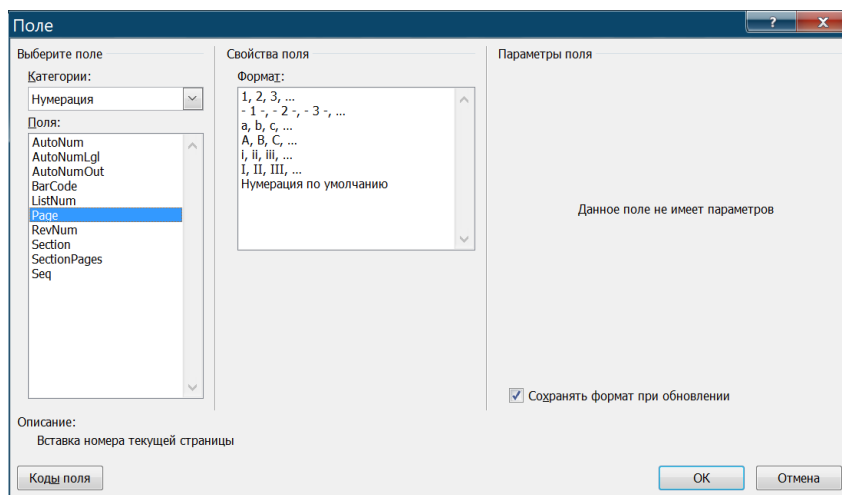 Поле
?
X
Выберите поле
Категории:
Нумерация
Поля:
AutoNum
AutoNumLgl
AutoNumOut
BarCode
ListNum
Page
RevNum
Section
SectionPages
Seq
Свойства поля
Формат:
1, 2, 3, ...
- 1 -, - 2 -, - 3 -, ...
a, b, c, ...
A, B, C, ...
i, ii, iii, ...
I, II, III, ...
Нумерация по умолчанию
Параметры поля
Данное поле не имеет параметров
Сохранять формат при обновлении
Описание:
Вставка номера текущей страницы
Коды поля
ОК
Отмена